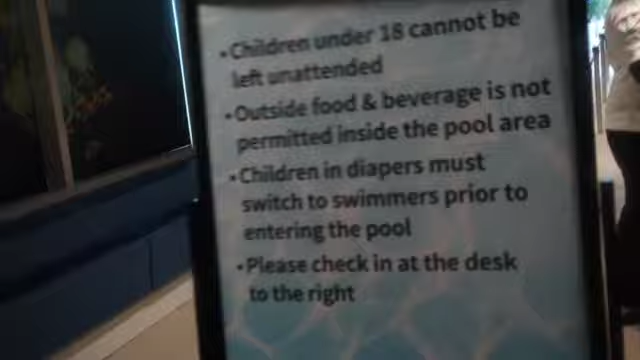 •Children under 18 cannot be
left unattended
•Outside food & beverage is not
permitted inside the pool area
•Children in diapers must
switch to swimmers prior to
entering the pool
•Please check in at the desk
to the right